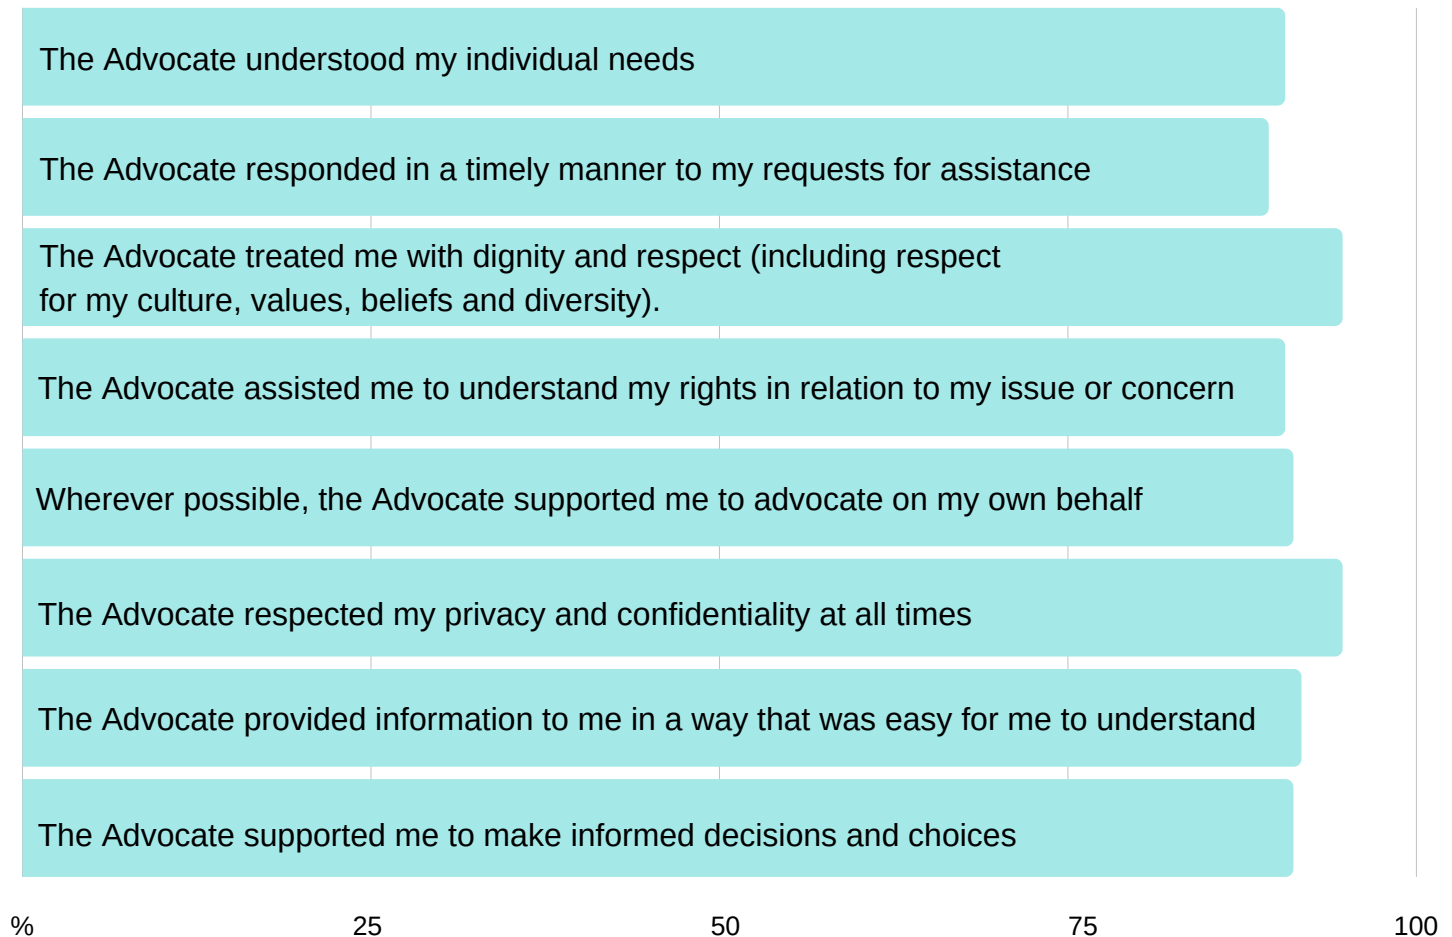 The Advocate understood my individual needs
The Advocate responded in a timely manner to my requests for assistance
The Advocate treated me with dignity and respect (including respect
for my culture, values, beliefs and diversity).
The Advocate assisted me to understand my rights in relation to my issue or concern
Wherever possible, the Advocate supported me to advocate on my own behalf
The Advocate respected my privacy and confidentiality at all times
The Advocate provided information to me in a way that was easy for me to understand
The Advocate supported me to make informed decisions and choices
% 25 50 75 100